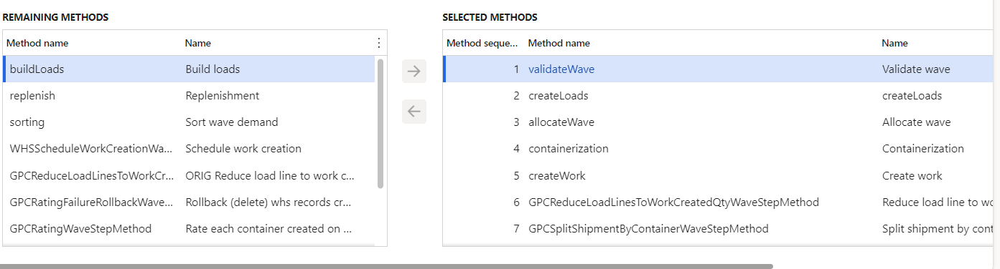 REMAINING METHODS
Method name Name
buildLoads Build loads
replenish Replenishment
sorting Sort wave demand
WHSScheduleWorkCreationWa... Schedule work creation
GPCReduceLoadLinesToWorkCr... ORIG Reduce load line to work c...
GPCRatingFailureRollbackWave... Rollback (delete) whs records cr...
GPCRatingWaveStepMethod Rate each container created on ...
SELECTED METHODS
Method seque... Method name Name
1 validateWave Validate wave
2 createLoads createLoads
3 allocateWave Allocate wave
4 containerization Containerization
5 createWork Create work
6 GPCReduceLoadLinesToWorkCreatedQtyWaveStepMethod Reduce load line to wo
7 GPCSplitShipmentByContainerWaveStepMethod Split shipment by cont